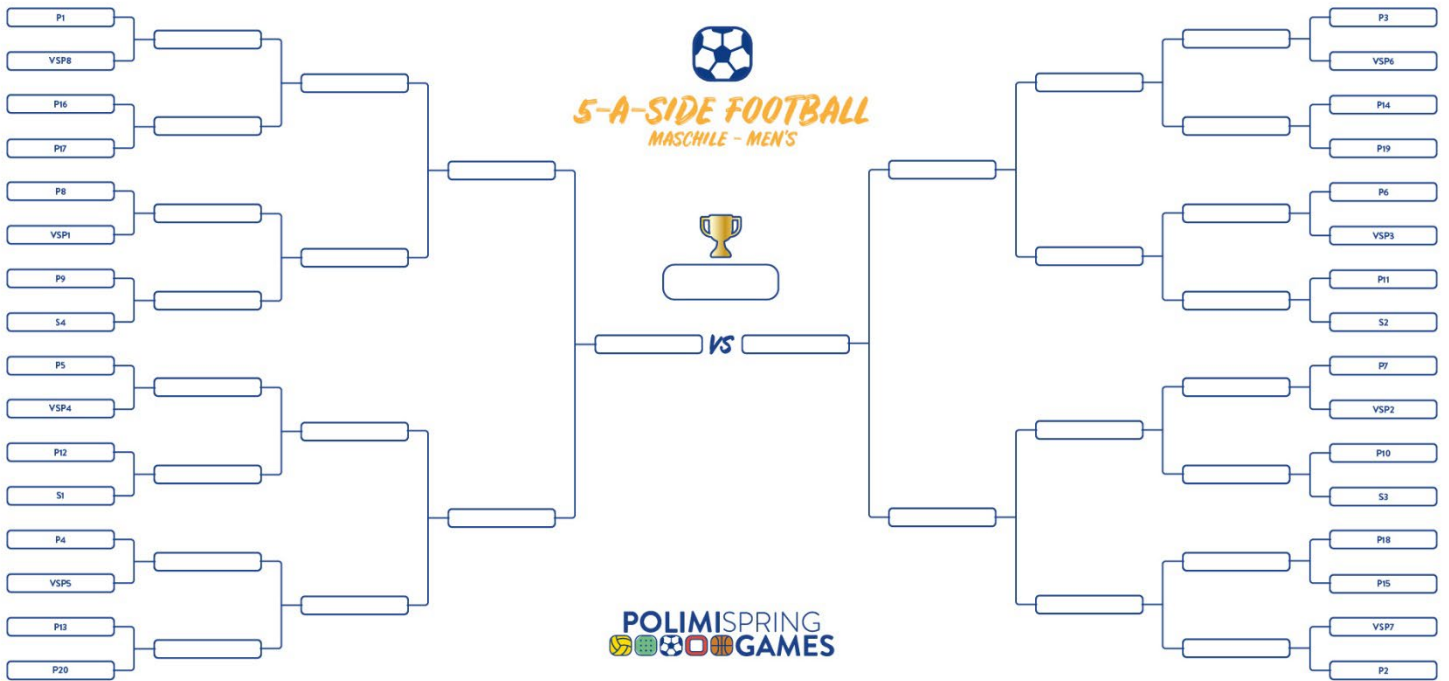 P1
VSP8
P16
P17
P8
VSP1
P9
S4
P5
VSP4
P12
S1
P4
VSP5
P13
P20
5-A-SIDE FOOTBALL
MASCHILE - MEN'S
VS
POLIMISPRING
GAMES
P3
VSP6
P14
P19
P6
VSP3
P11
S2
P7
VSP2
P10
S3
P18
P15
VSP7
P2